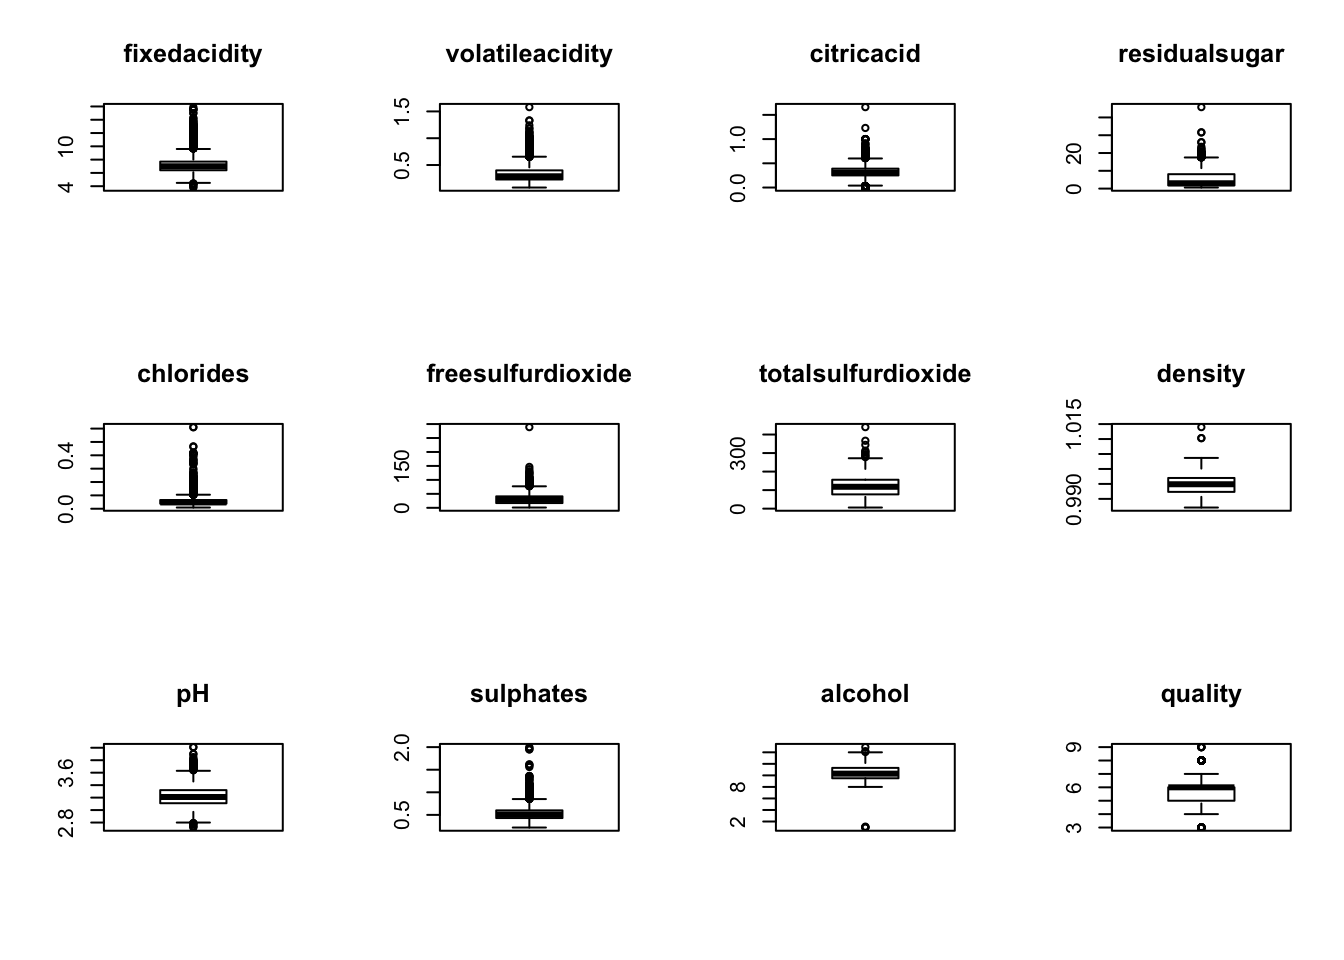 fixedacidity
volatileacidity
citricacid
residualsugar
4 10
0.5 1.5
0.0 1.0
0 20
chlorides
freesulfurdioxide
totalsulfurdioxide
density
0.0 0.4
0 150
0 300
0.990 1.015
pH
sulphates
alcohol
quality
2.8 3.6
0.5 2.0
2 8
3 6 9